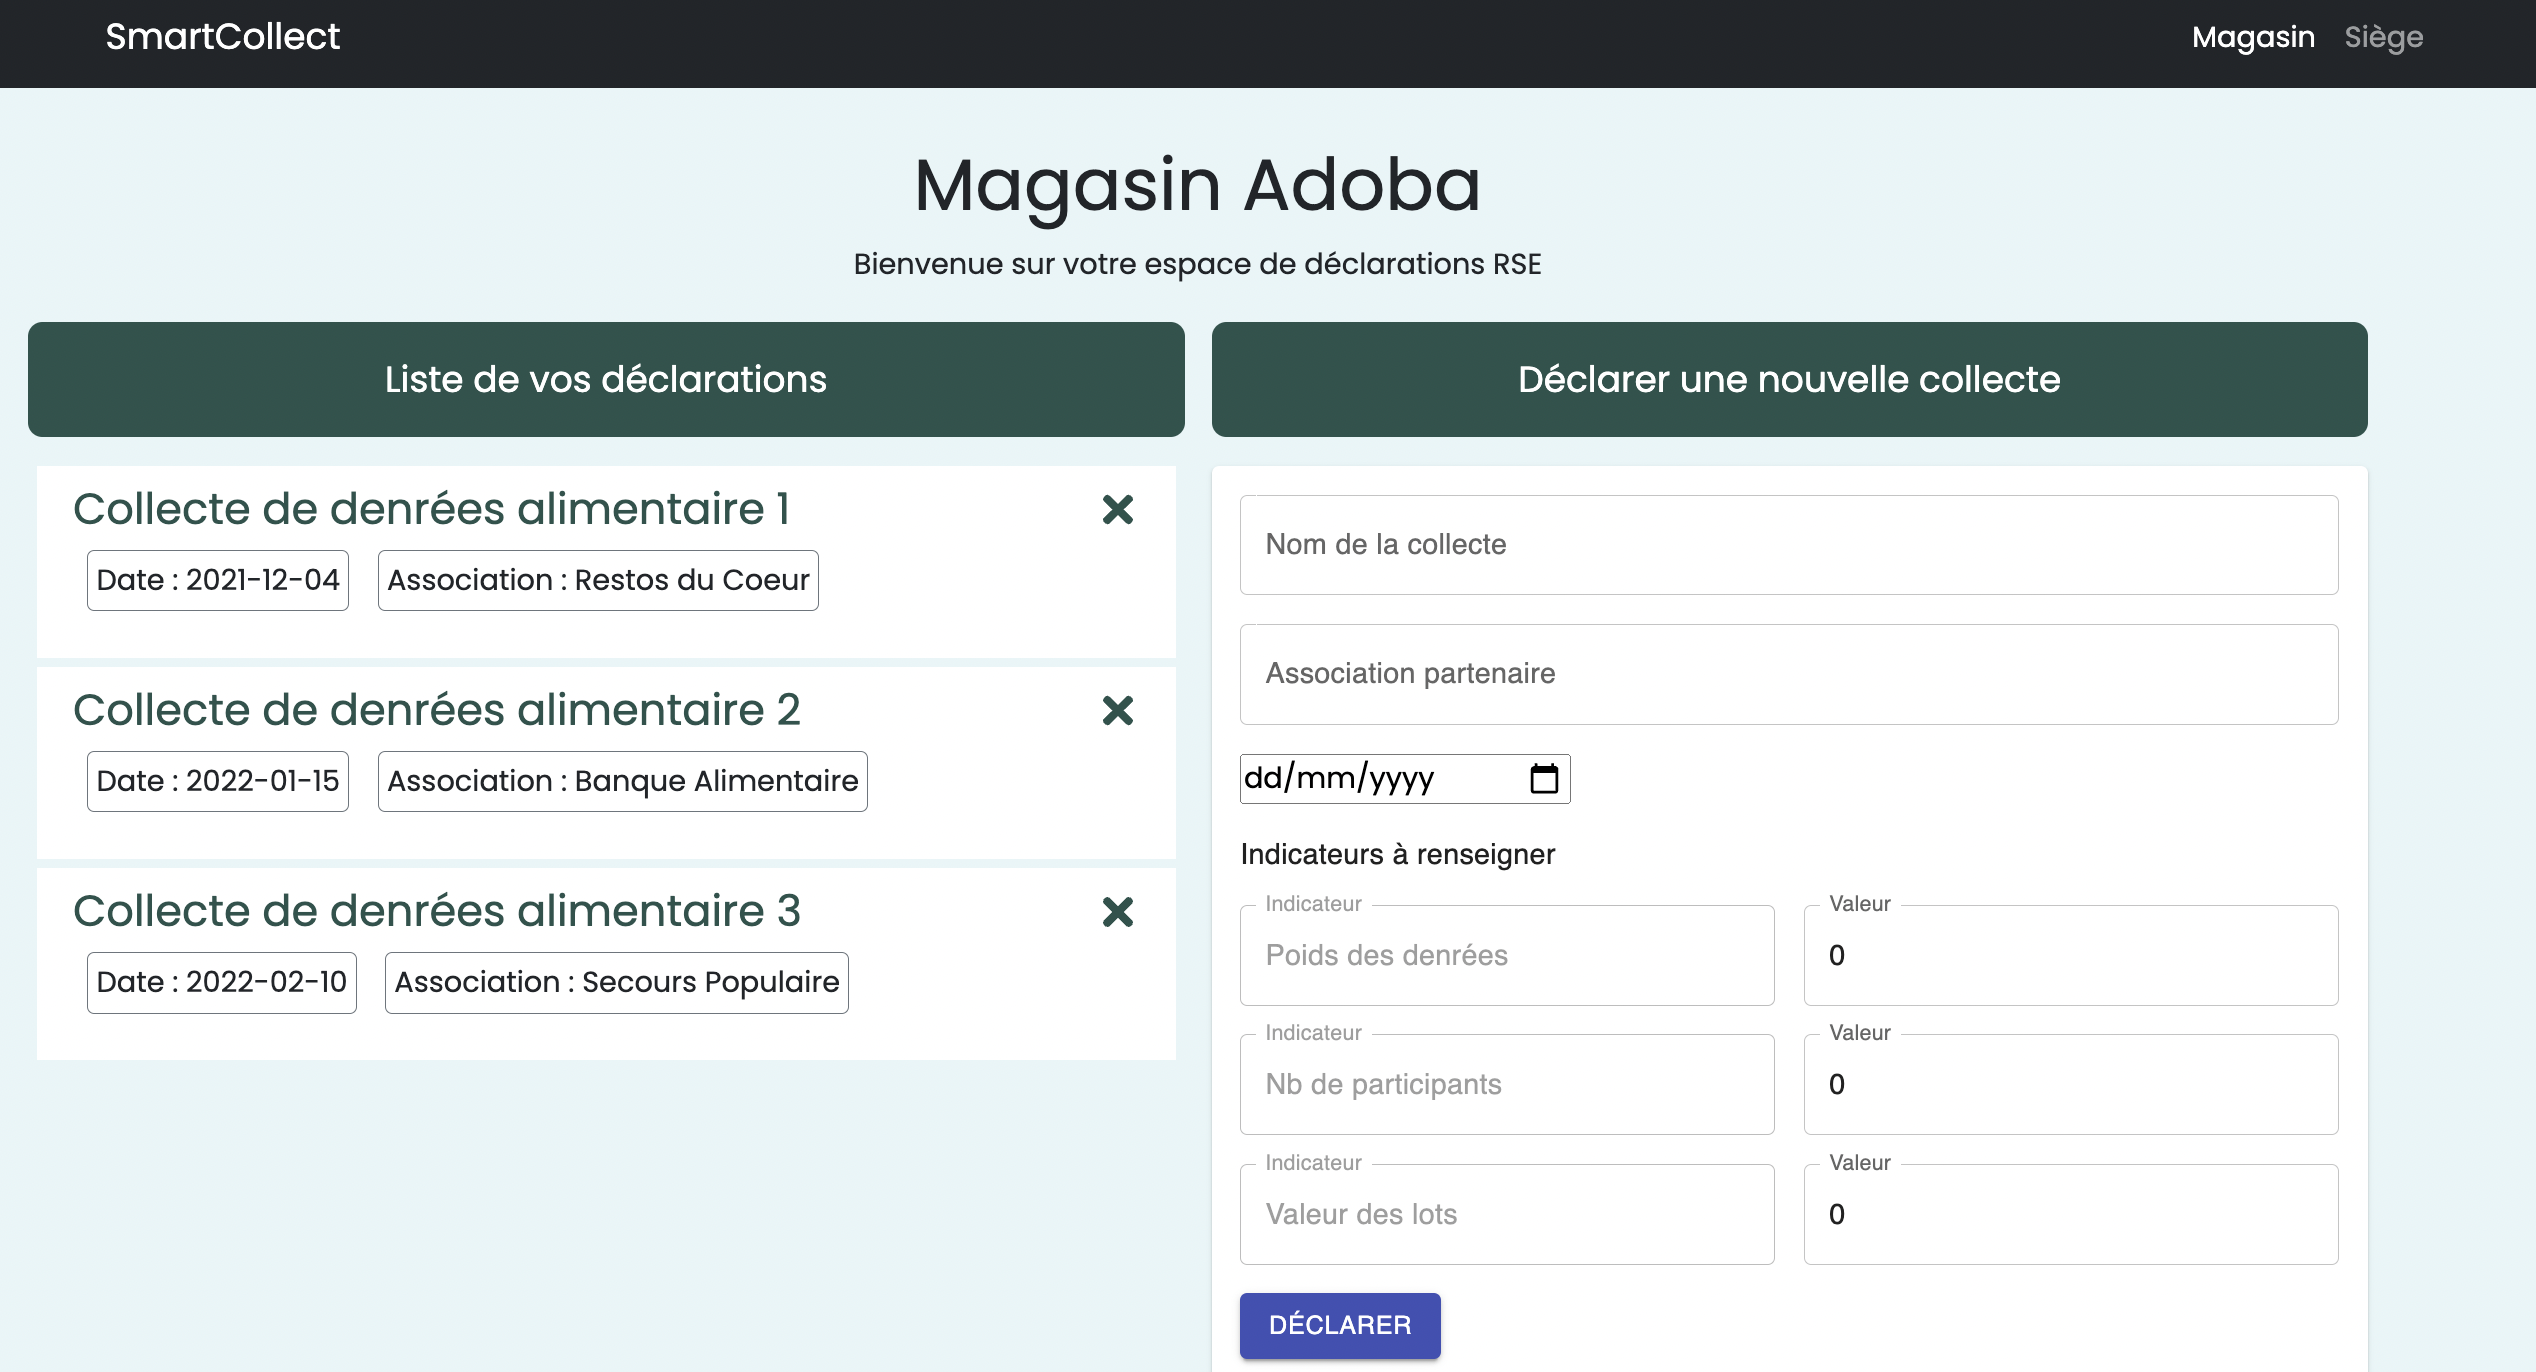 SmartCollect
Magasin Siège
Magasin Adoba
Bienvenue sur votre espace de déclarations RSE
Liste de vos déclarations
Collecte de denrées alimentaire 1
Date : 2021-12-04 Association : Restos du Coeur
Collecte de denrées alimentaire 2
Date : 2022-01-15 Association : Banque Alimentaire
Collecte de denrées alimentaire 3
Date : 2022-02-10 Association : Secours Populaire
Déclarer une nouvelle collecte
Nom de la collecte
Association partenaire
dd/mm/yyyy
Indicateurs à renseigner
Indicateur Valeur
Poids des denrées 0
Indicateur Valeur
Nb de participants 0
Indicateur Valeur
Valeur des lots 0
DÉCLARER